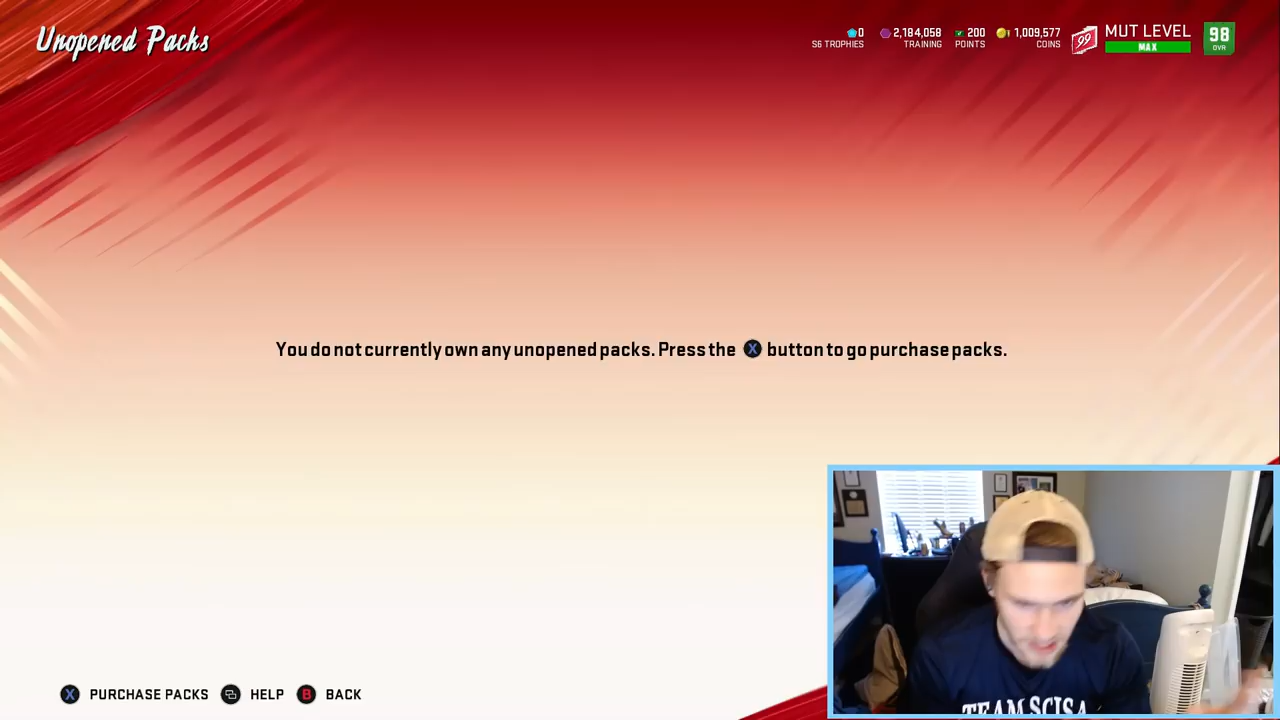 Unopened Packs
0
S6 TROPHIES
2,184,058
TRAINING
200
POINTS
1,009,577
COINS
99
MUT LEVEL
MAX
98
OVR
You do not currently own any unopened packs. Press the X button to go purchase packs.
X PURCHASE PACKS HELP B BACK
TEAM SCISA